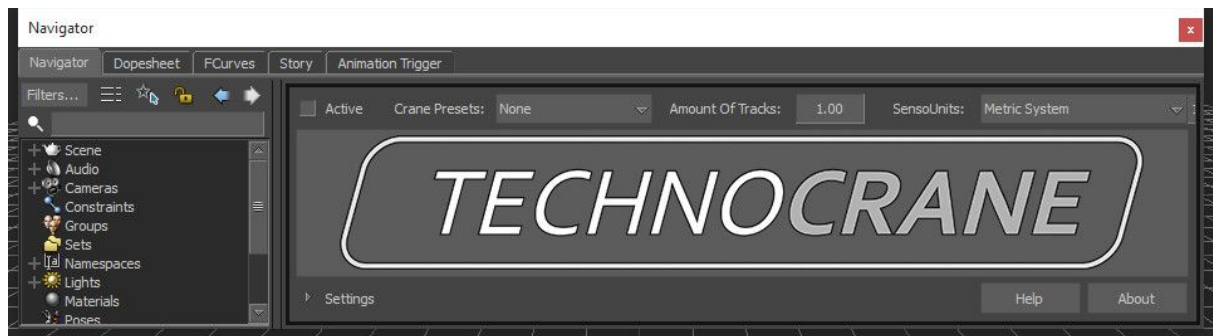 Navigator
Navigator Dopesheet FCurves Story Animation Trigger
Filters...
Active Crane Presets: None Amount Of Tracks: 1.00 SensoUnits: Metric System
Scene
Audio
Cameras
Constraints
Groups
Sets
Namespaces
Lights
Materials
Poses
TECHNOCRANE
Settings
Help About